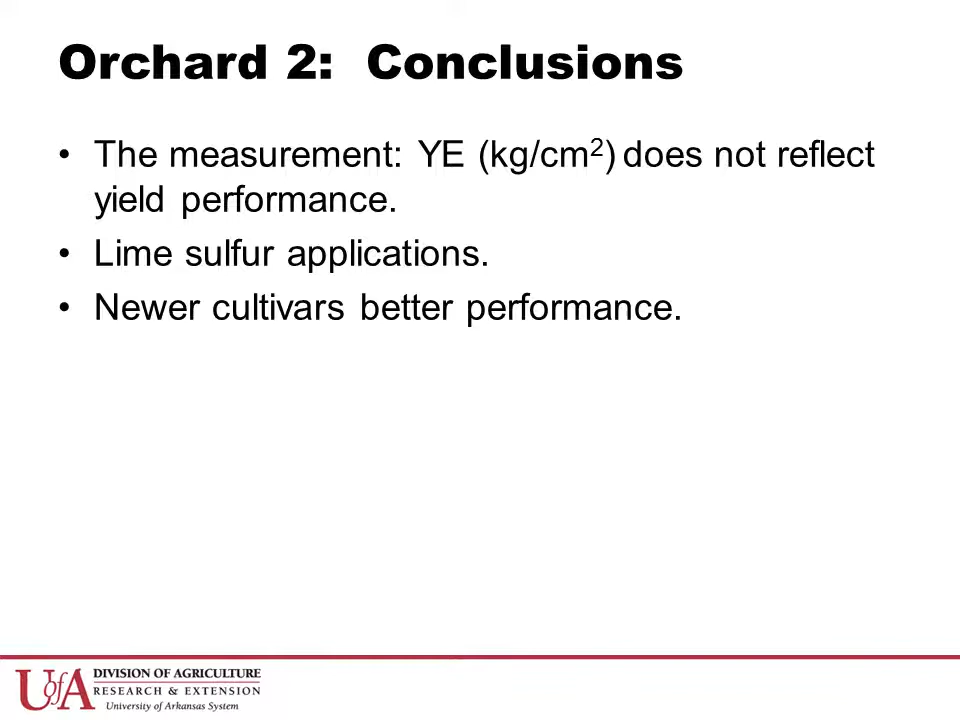 Orchard 2: Conclusions
• The measurement: YE (kg/cm²) does not reflect
yield performance.
• Lime sulfur applications.
• Newer cultivars better performance.
UofA
DIVISION OF AGRICULTURE
RESEARCH & EXTENSION
University of Arkansas System